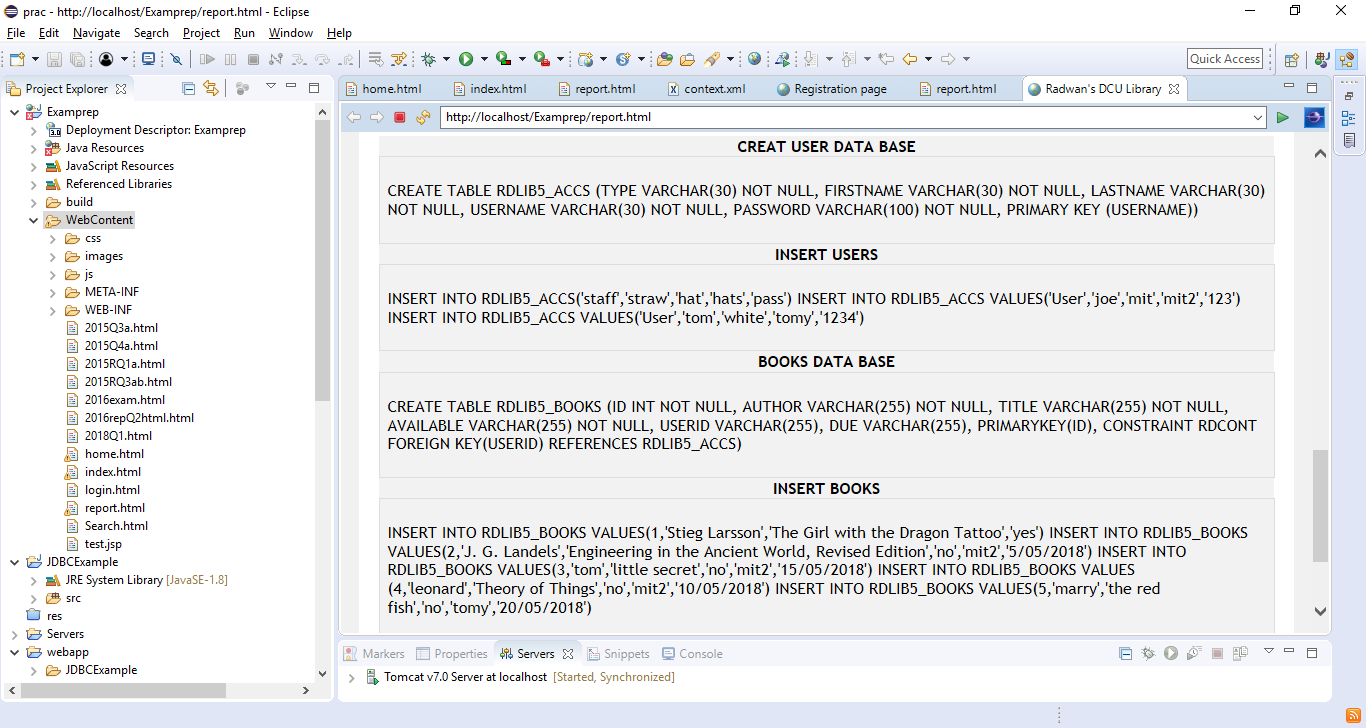 prac - http://localhost/Examprep/report.html - Eclipse
File Edit Navigate Search Project Run Window Help
Quick Access
Project Explorer
home.html index.html report.html context.xml Registration page report.html Radwan's DCU Library
http://localhost/Examprep/report.html
Examprep
3.0 Deployment Descriptor: Examprep
Java Resources
JavaScript Resources
Referenced Libraries
build
WebContent
css
images
js
META-INF
WEB-INF
2015Q3a.html
2015Q4a.html
2015RQ1a.html
2015RQ3ab.html
2016exam.html
2016repQ2html.html
2018Q1.html
home.html
index.html
login.html
report.html
Search.html
test.jsp
JDBCExample
JRE System Library [JavaSE-1.8]
src
res
Servers
webapp
JDBCExample
CREAT USER DATA BASE
CREATE TABLE RDLIB5_ACCS (TYPE VARCHAR(30) NOT NULL, FIRSTNAME VARCHAR(30) NOT NULL, LASTNAME VARCHAR(30)
NOT NULL, USERNAME VARCHAR(30) NOT NULL, PASSWORD VARCHAR(100) NOT NULL, PRIMARY KEY (USERNAME))
INSERT USERS
INSERT INTO RDLIB5_ACCS('staff','straw','hat','hats','pass') INSERT INTO RDLIB5_ACCS VALUES('User','joe','mit','mit2','123')
INSERT INTO RDLIB5_ACCS VALUES('User','tom','white','tomy','1234')
BOOKS DATA BASE
CREATE TABLE RDLIB5_BOOKS (ID INT NOT NULL, AUTHOR VARCHAR(255) NOT NULL, TITLE VARCHAR(255) NOT NULL,
AVAILABLE VARCHAR(255) NOT NULL, USERID VARCHAR(255), DUE VARCHAR(255), PRIMARYKEY(ID), CONSTRAINT RDCONT
FOREIGN KEY(USERID) REFERENCES RDLIB5_ACCS)
INSERT BOOKS
INSERT INTO RDLIB5_BOOKS VALUES(1,'Stieg Larsson','The Girl with the Dragon Tattoo','yes') INSERT INTO RDLIB5_BOOKS
VALUES(2,'J. G. Landels','Engineering in the Ancient World, Revised Edition','no','mit2','5/05/2018') INSERT INTO
RDLIB5_BOOKS VALUES(3,'tom','little secret','no','mit2','15/05/2018') INSERT INTO RDLIB5_BOOKS VALUES
(4,'leonard','Theory of Things','no','mit2','10/05/2018') INSERT INTO RDLIB5_BOOKS VALUES(5,'marry','the red
fish','no','tomy','20/05/2018')
Markers Properties Servers Snippets Console
Tomcat v7.0 Server at localhost [Started, Synchronized]